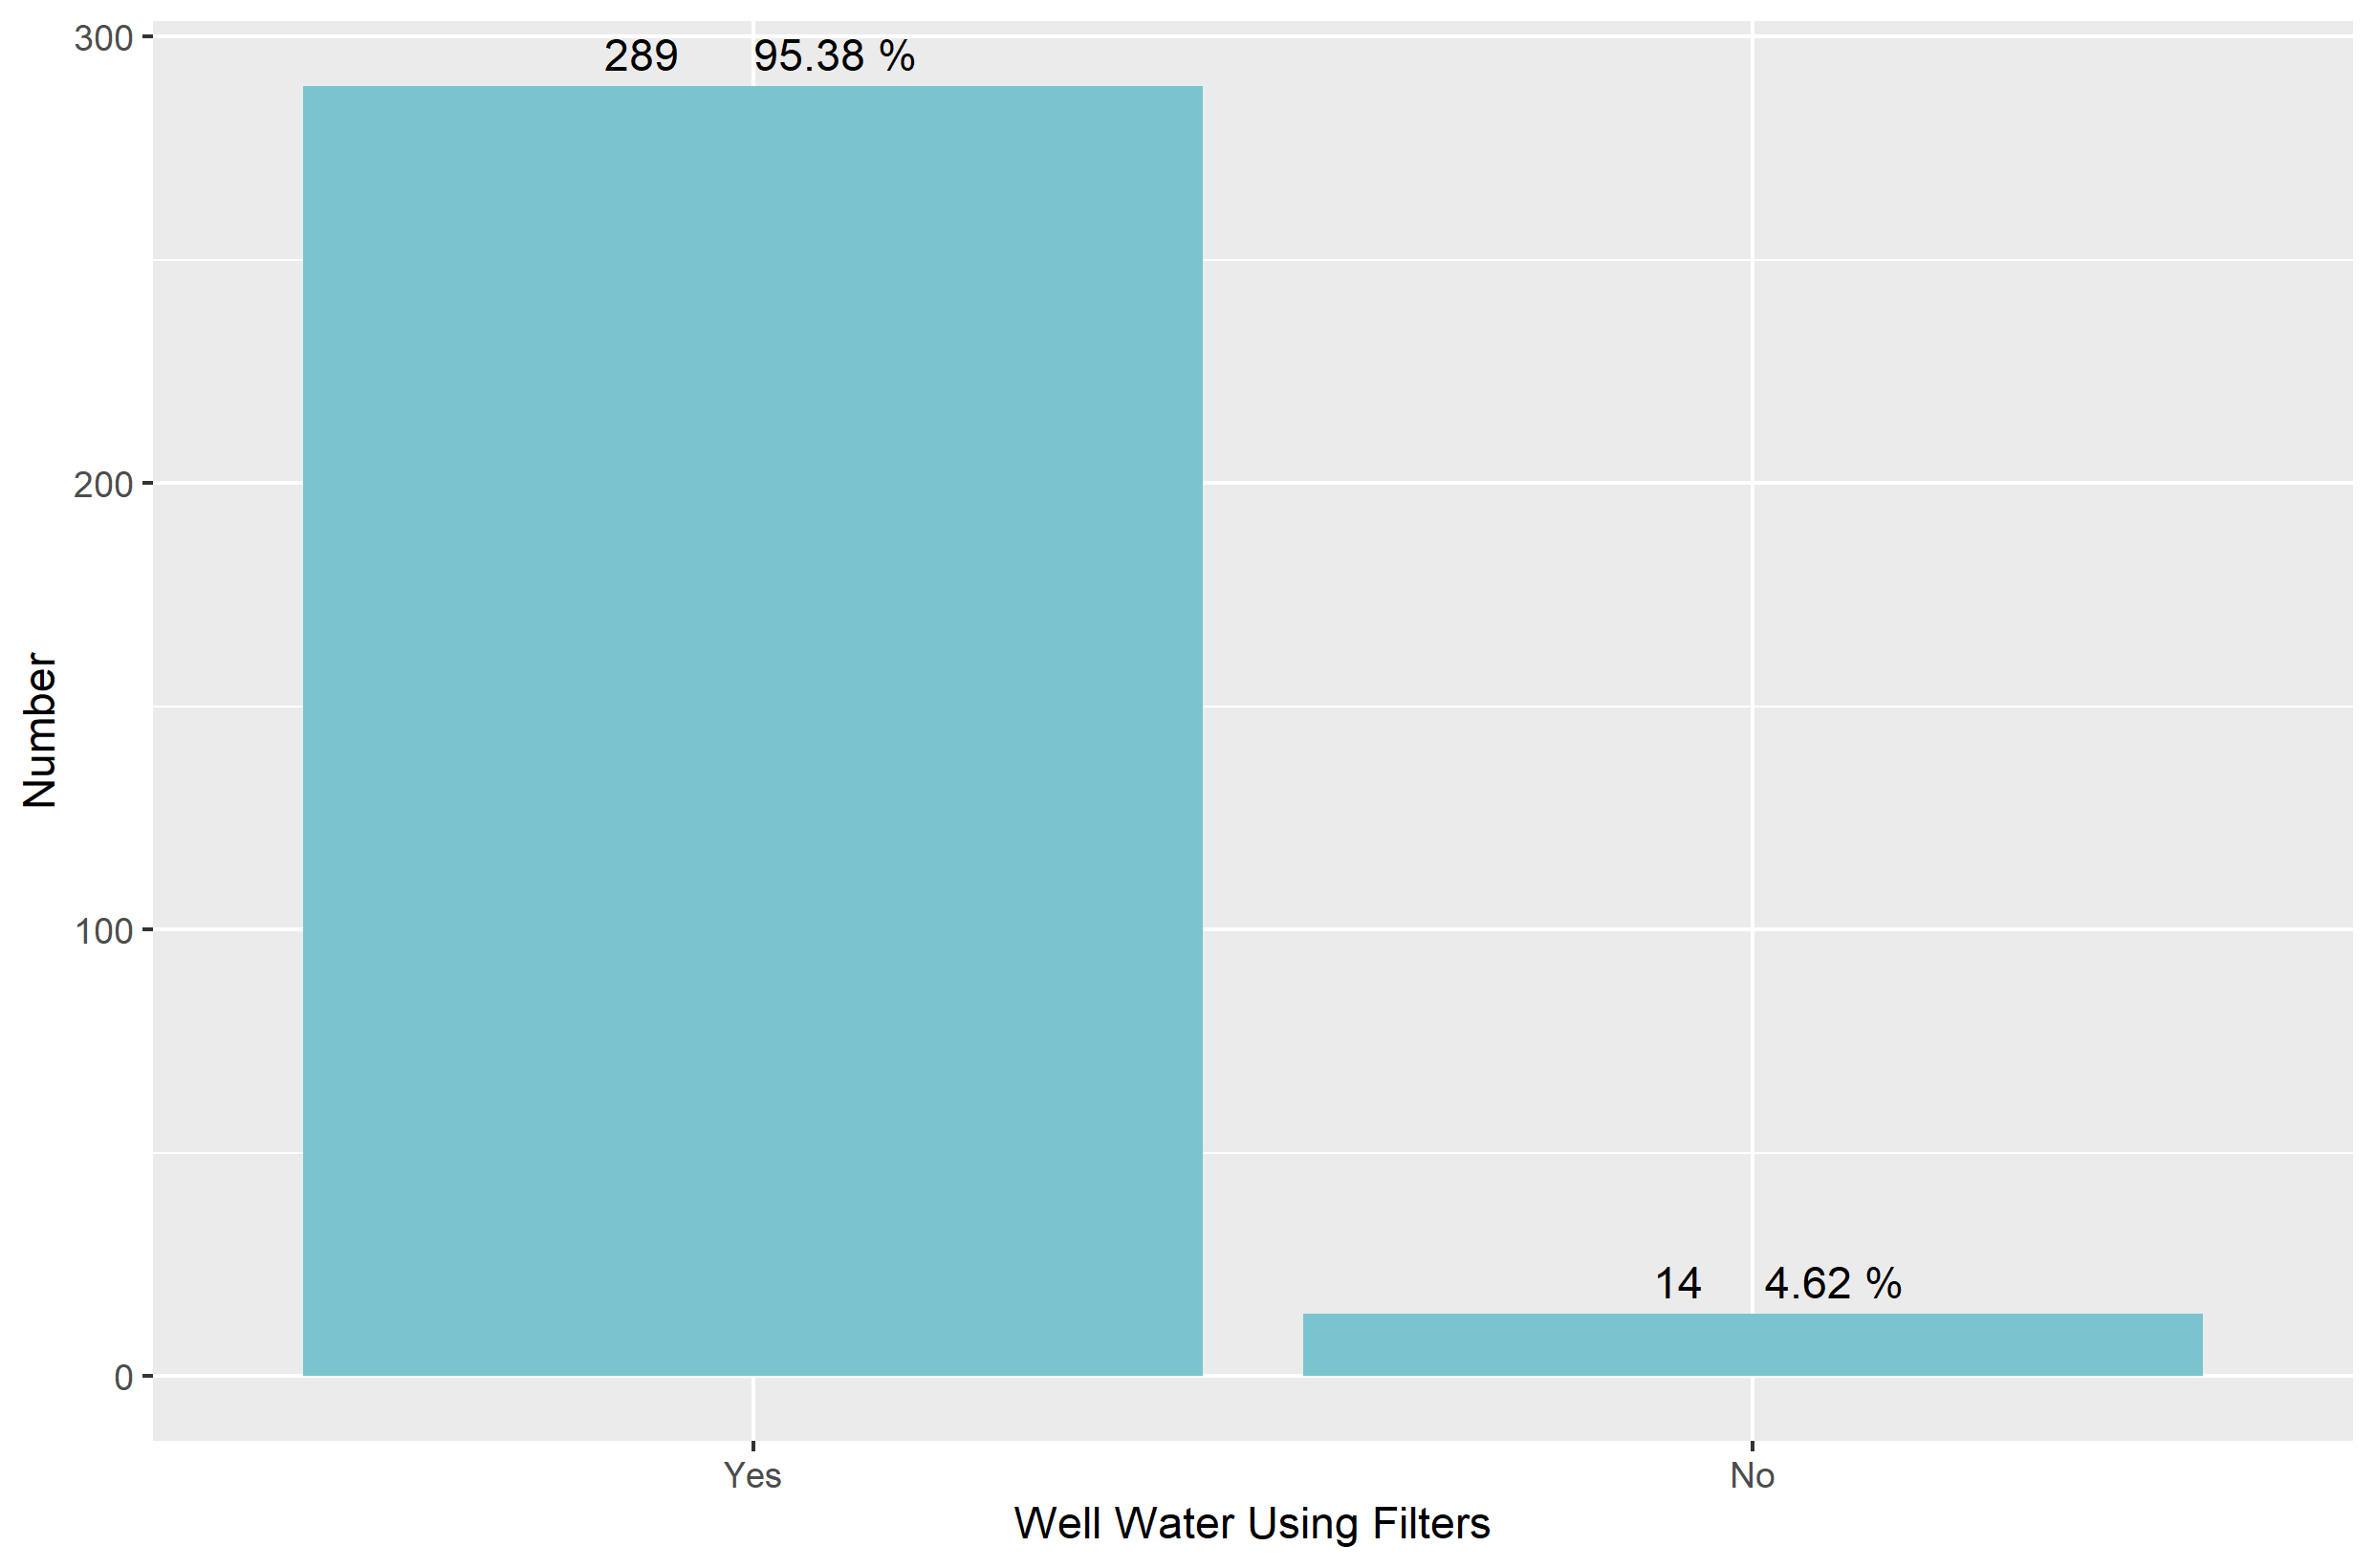 300
289 95.38 %
200
Number
100
14 4.62 %
0
Yes No
Well Water Using Filters